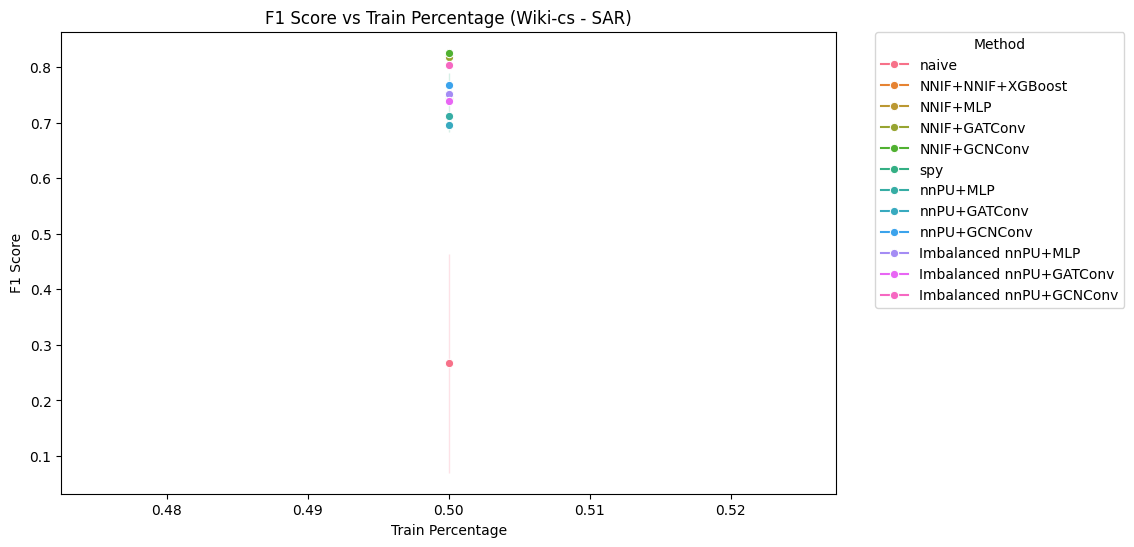 F1 Score vs Train Percentage (Wiki-cs - SAR)
F1 Score
0.8
0.7
0.6
0.5
0.4
0.3
0.2
0.1
0.48
0.49
0.50
0.51
0.52
Train Percentage
Method
naive
NNIF+NNIF+XGBoost
NNIF+MLP
NNIF+GATConv
NNIF+GCNConv
spy
nnPU+MLP
nnPU+GATConv
nnPU+GCNConv
Imbalanced nnPU+MLP
Imbalanced nnPU+GATConv
Imbalanced nnPU+GCNConv